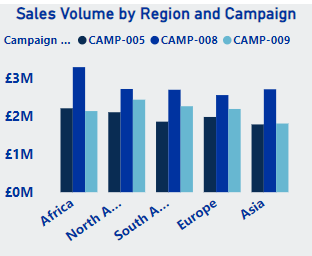 Sales Volume by Region and Campaign
Campaign ... CAMP-005 CAMP-008 CAMP-009
£3M
£2M
£1M
£0M
Africa
North A...
South A...
Europe
Asia